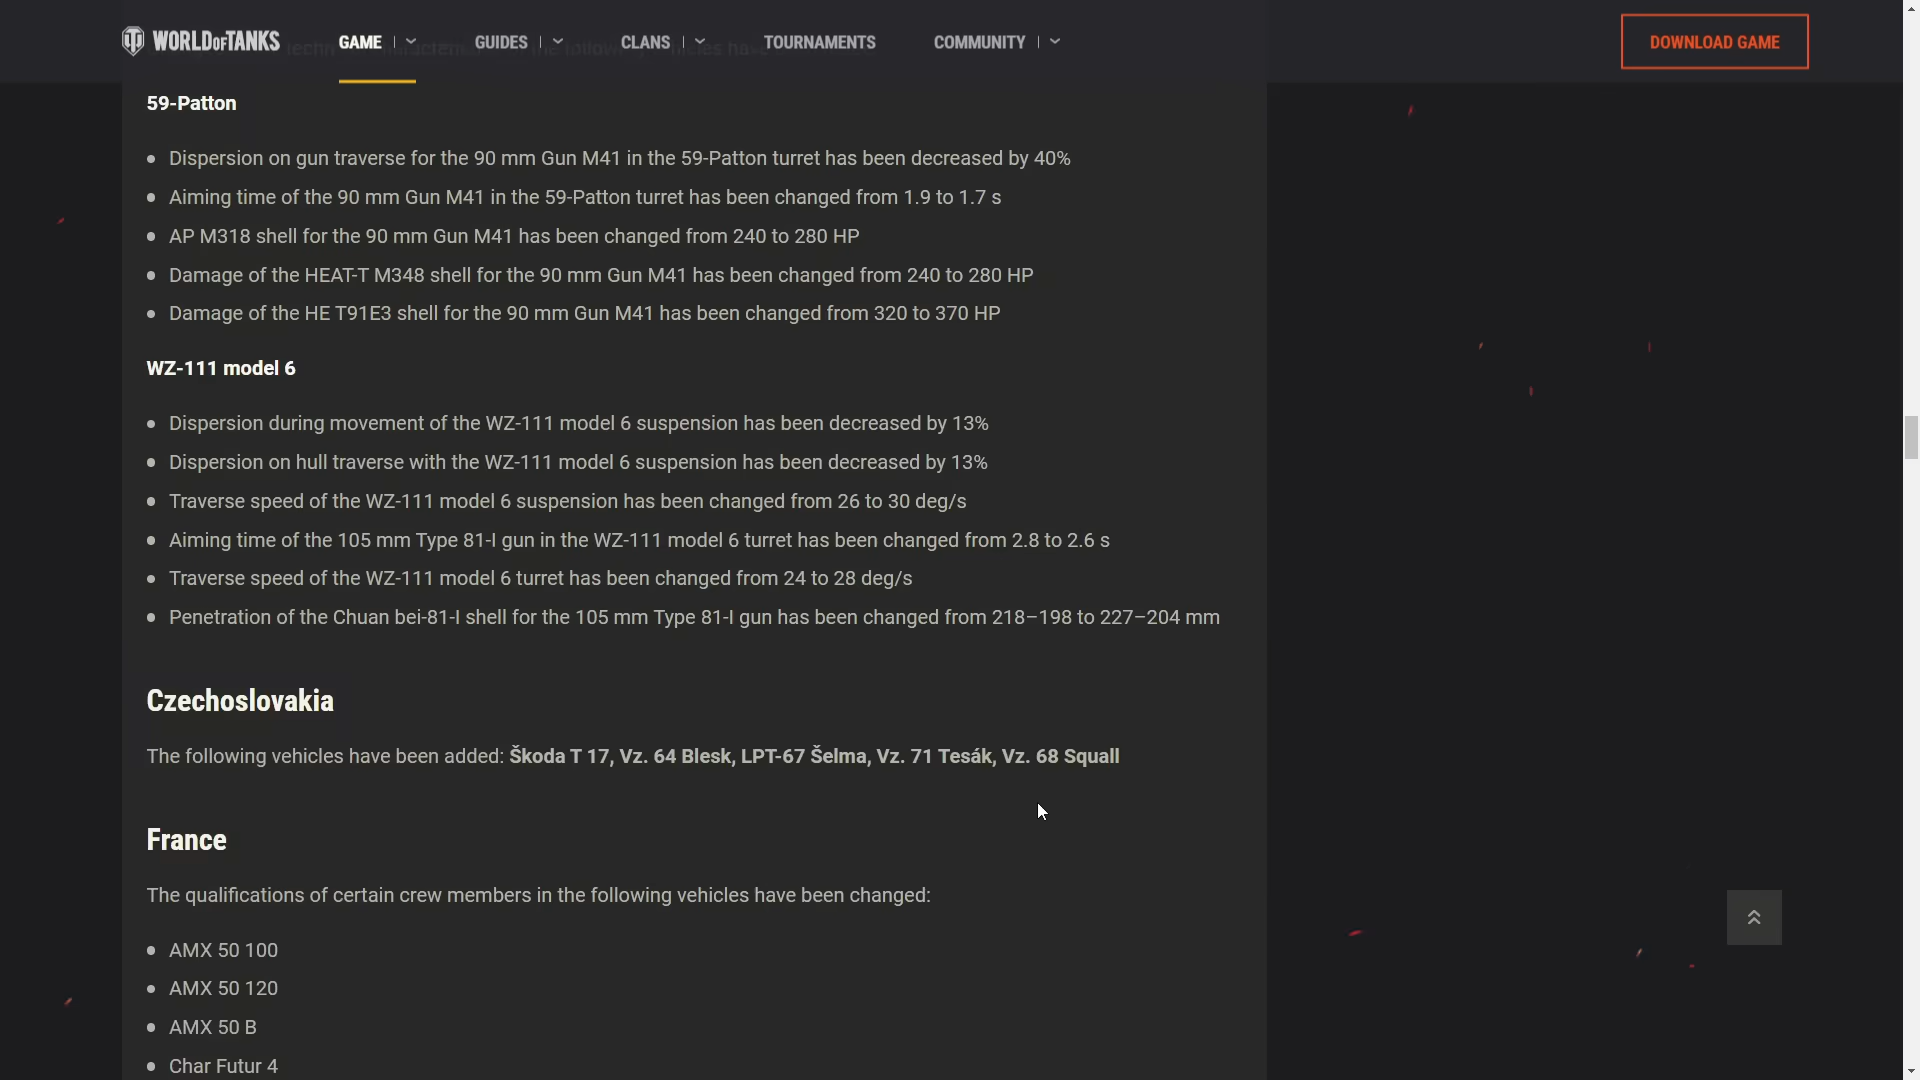 WORLD OF TANKS
GAME
GUIDES
CLANS
TOURNAMENTS
COMMUNITY
DOWNLOAD GAME
59-Patton
• Dispersion on gun traverse for the 90 mm Gun M41 in the 59-Patton turret has been decreased by 40%
• Aiming time of the 90 mm Gun M41 in the 59-Patton turret has been changed from 1.9 to 1.7 s
• AP M318 shell for the 90 mm Gun M41 has been changed from 240 to 280 HP
• Damage of the HEAT-T M348 shell for the 90 mm Gun M41 has been changed from 240 to 280 HP
• Damage of the HE T91E3 shell for the 90 mm Gun M41 has been changed from 320 to 370 HP
WZ-111 model 6
• Dispersion during movement of the WZ-111 model 6 suspension has been decreased by 13%
• Dispersion on hull traverse with the WZ-111 model 6 suspension has been decreased by 13%
• Traverse speed of the WZ-111 model 6 suspension has been changed from 26 to 30 deg/s
• Aiming time of the 105 mm Type 81-I gun in the WZ-111 model 6 turret has been changed from 2.8 to 2.6 s
• Traverse speed of the WZ-111 model 6 turret has been changed from 24 to 28 deg/s
• Penetration of the Chuan bei-81-I shell for the 105 mm Type 81-I gun has been changed from 218–198 to 227–204 mm
Czechoslovakia
The following vehicles have been added: Škoda T 17, Vz. 64 Blesk, LPT-67 Šelma, Vz. 71 Tesák, Vz. 68 Squall
France
The qualifications of certain crew members in the following vehicles have been changed:
• AMX 50 100
• AMX 50 120
• AMX 50 B
• Char Futur 4